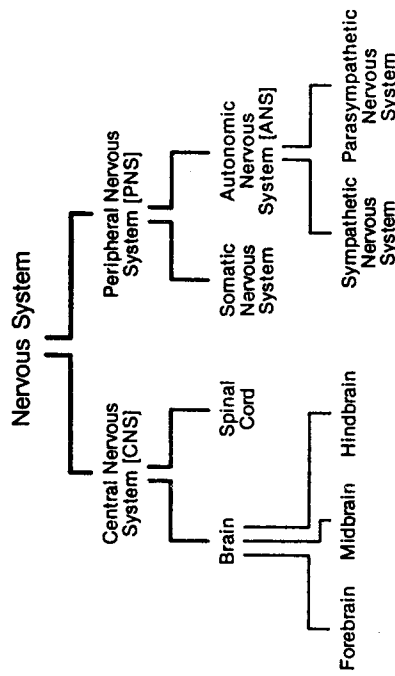 Nervous System
Central Nervous
System [CNS]
Peripheral Nervous
System [PNS]
Brain
Spinal
Cord
Somatic
Nervous
System
Autonomic
Nervous
System [ANS]
Forebrain
Midbrain
Hindbrain
Sympathetic
Nervous
System
Parasympathetic
Nervous
System